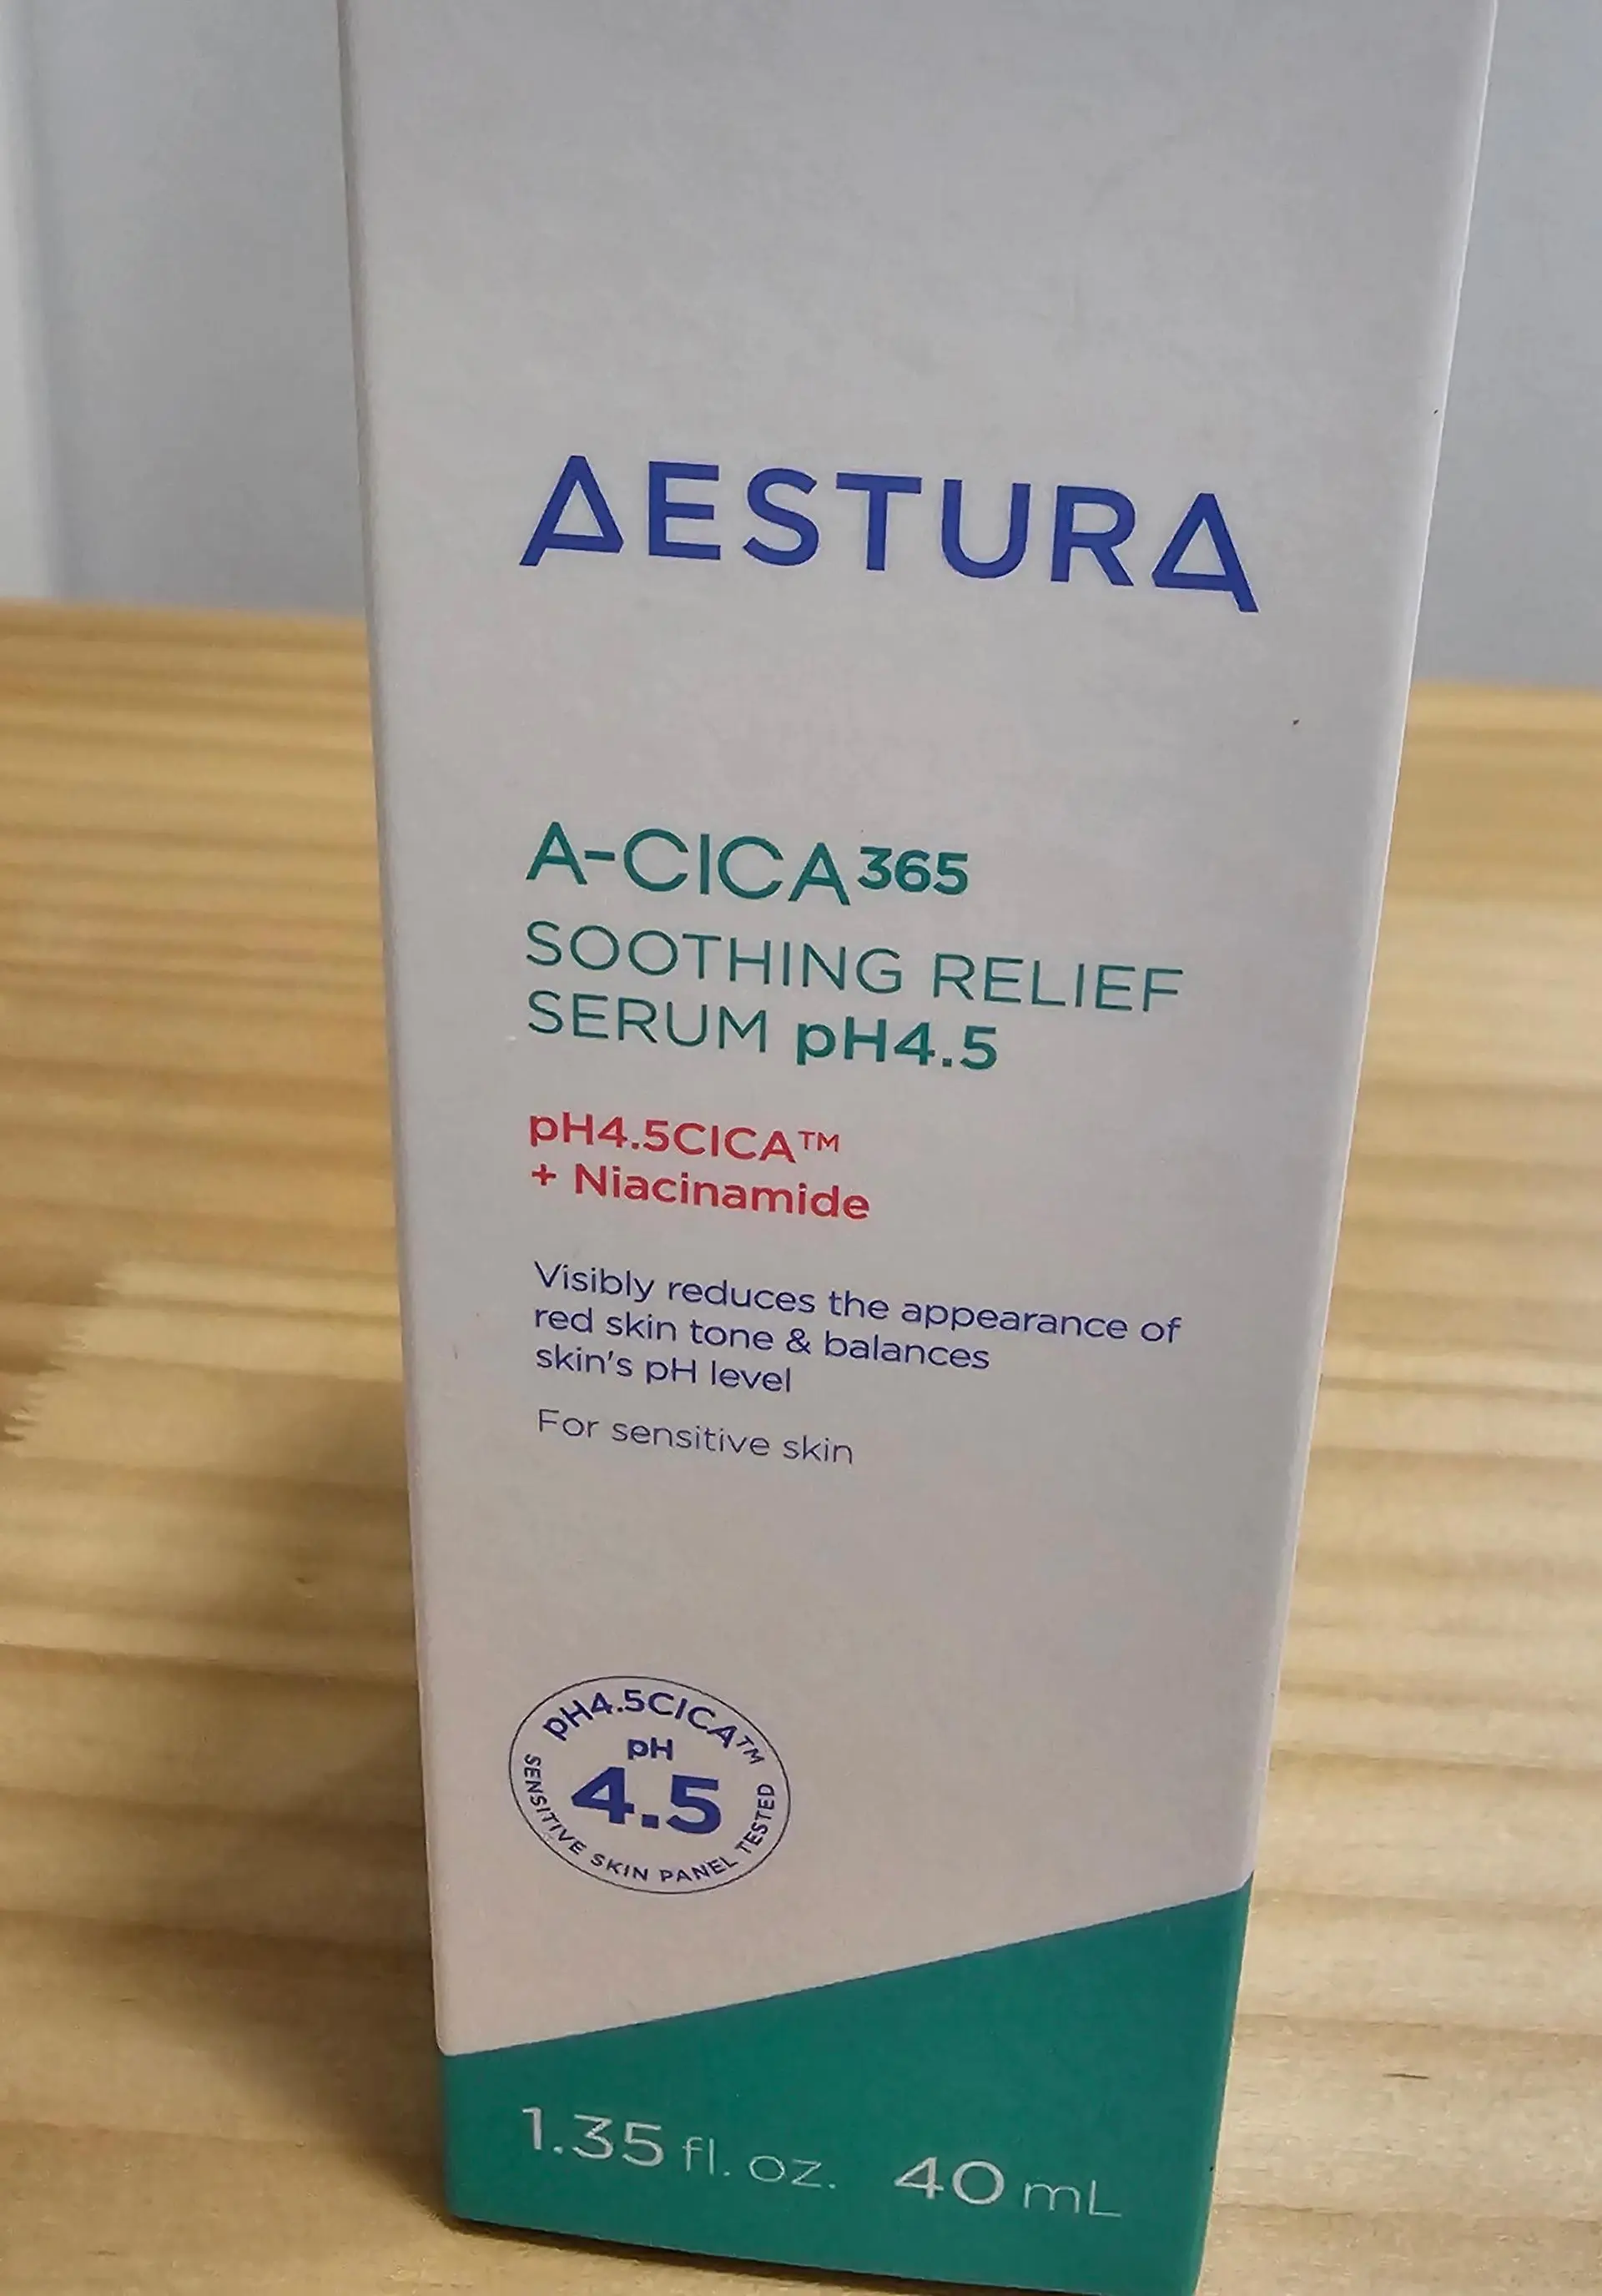 AESTURA
A-CICA365
SOOTHING RELIEF
SERUM pH4.5
pH4.5CICA™
+ Niacinamide
Visibly reduces the appearance of
red skin tone & balances
skin's pH level
For sensitive skin
pH4.5CICA™
pH
4.5
SENSITIVE SKIN PANEL TESTED
1.35 fl. oz. 40 mL